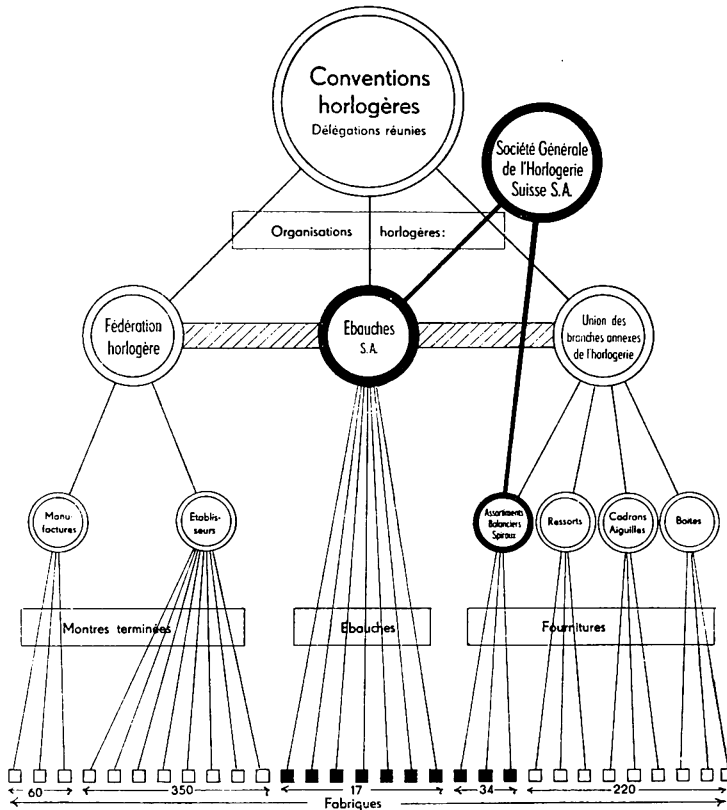 Conventions
horlogères
Délégations réunies
Société Générale
de l'Horlogerie
Suisse S.A.
Organisations horlogères:
Fédération
horlogère
Ebauches
S.A.
Union des
branches annexes
de l'horlogerie
Manu-
factures
Etablis-
seurs
Assortiments
Balanciers
Spiraux
Ressorts
Cadrans
Aiguilles
Boîtes
Montres terminées
Ebauches
Fournitures
60
350
17
34
220
Fabriques